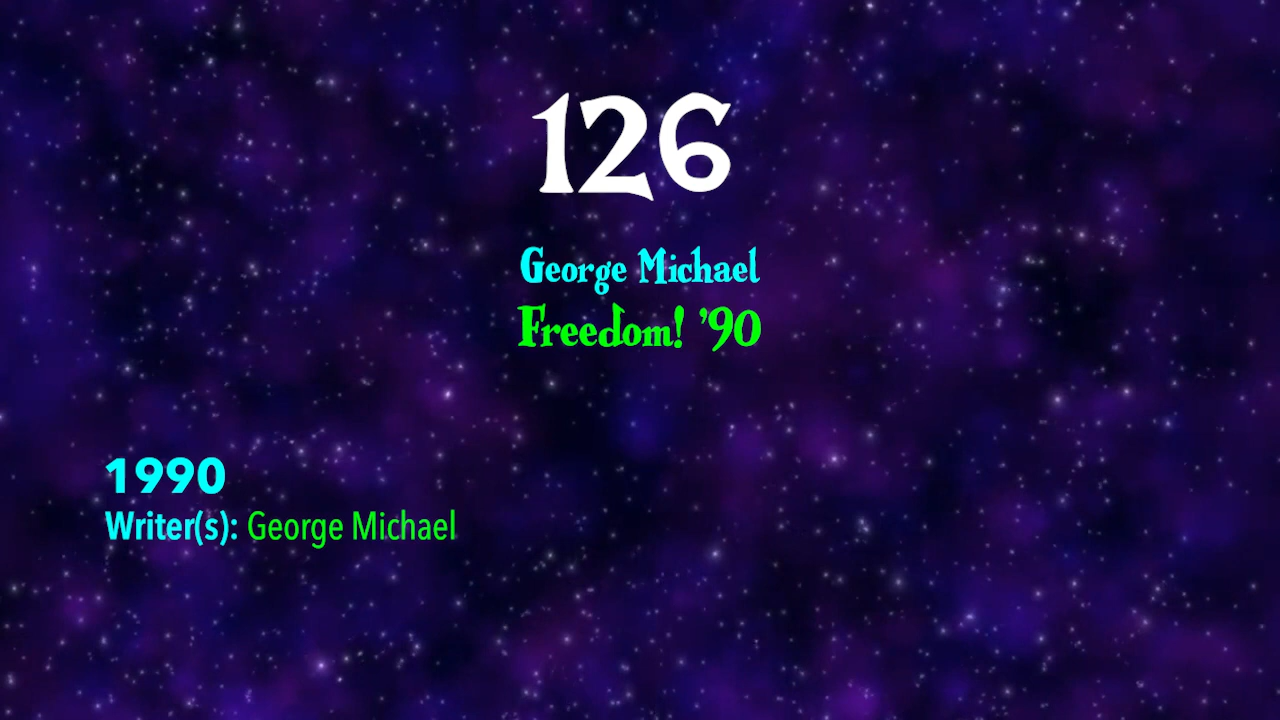 126
George Michael
Freedom! ’90
1990
Writer(s): George Michael